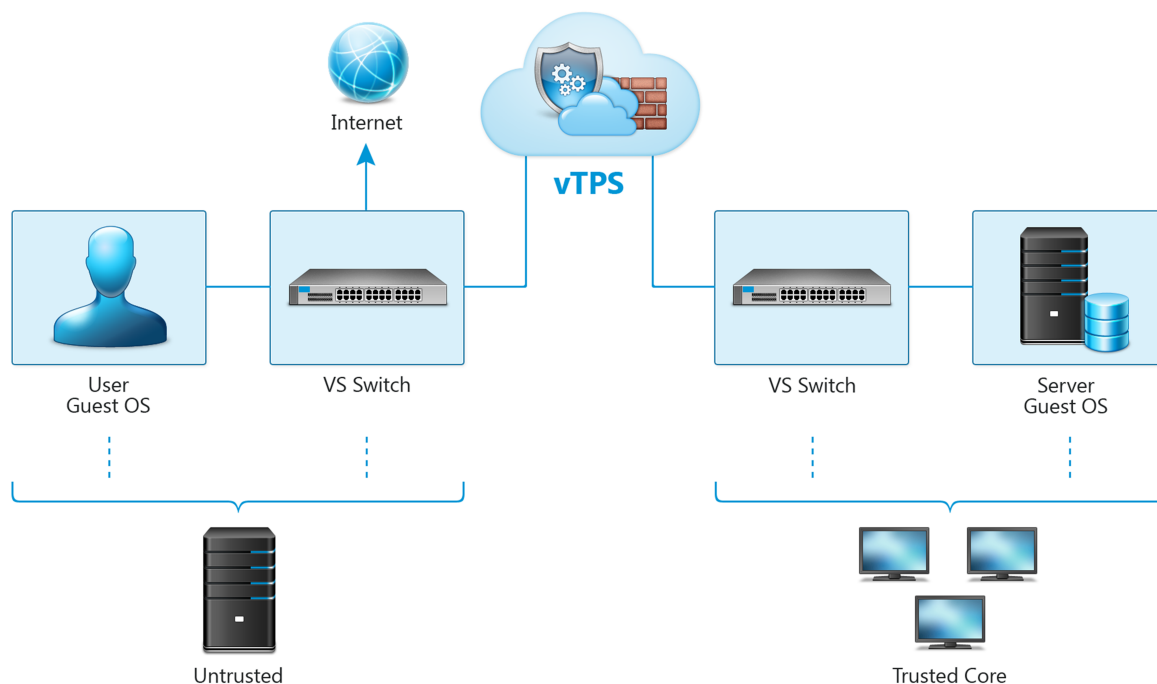 Internet
vTPS
User
Guest OS
VS Switch
VS Switch
Server
Guest OS
Untrusted
Trusted Core